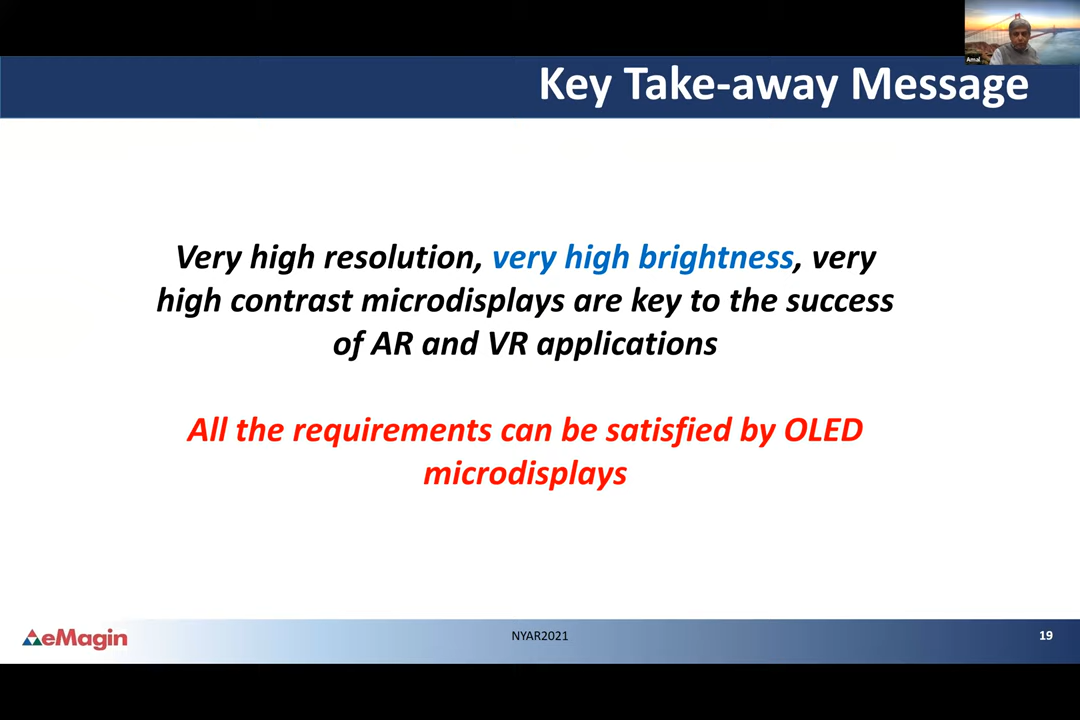 Amal
Key Take-away Message
Very high resolution, very high brightness, very
high contrast microdisplays are key to the success
of AR and VR applications
All the requirements can be satisfied by OLED
microdisplays
eMagin
NYAR2021
19